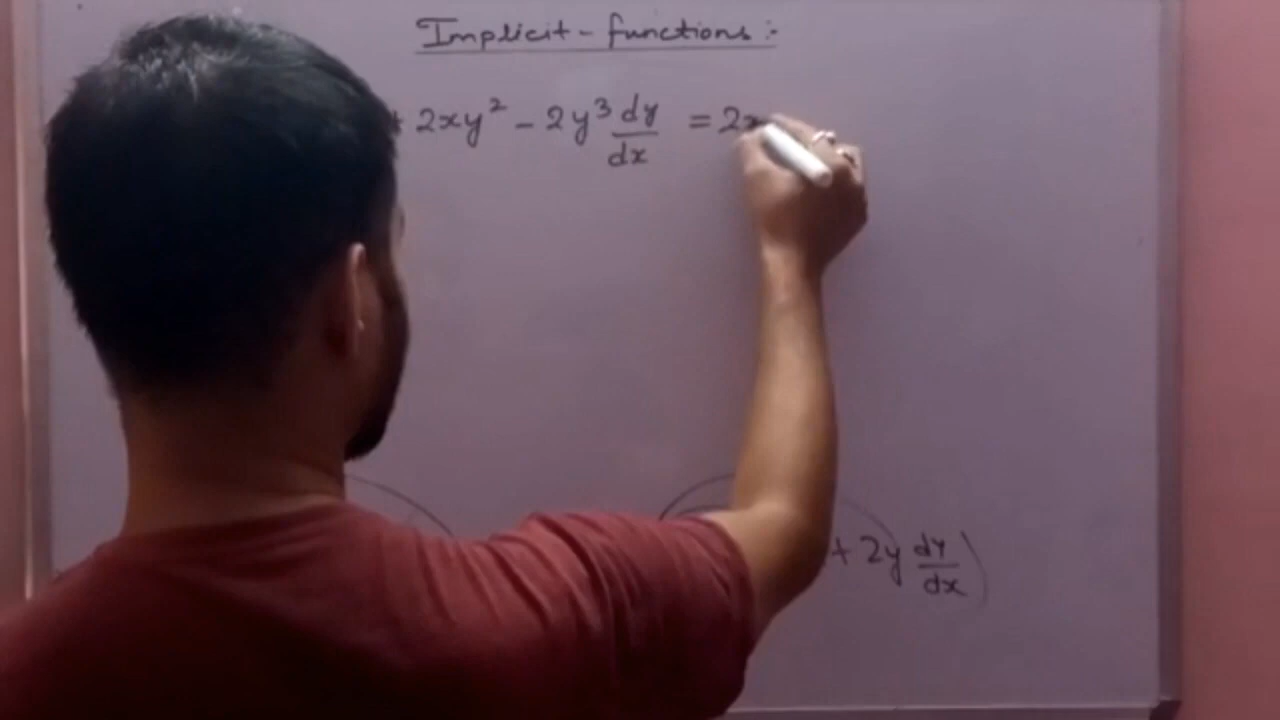 Implicit - functions :-
+ 2xy² - 2y³ dy/dx = 2x
+ 2y dy/dx )